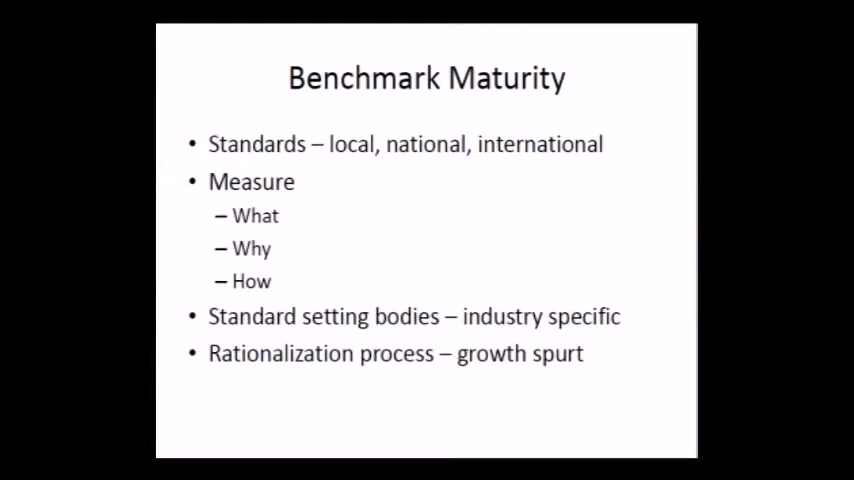 Benchmark Maturity
• Standards – local, national, international
• Measure
– What
– Why
– How
• Standard setting bodies – industry specific
• Rationalization process – growth spurt